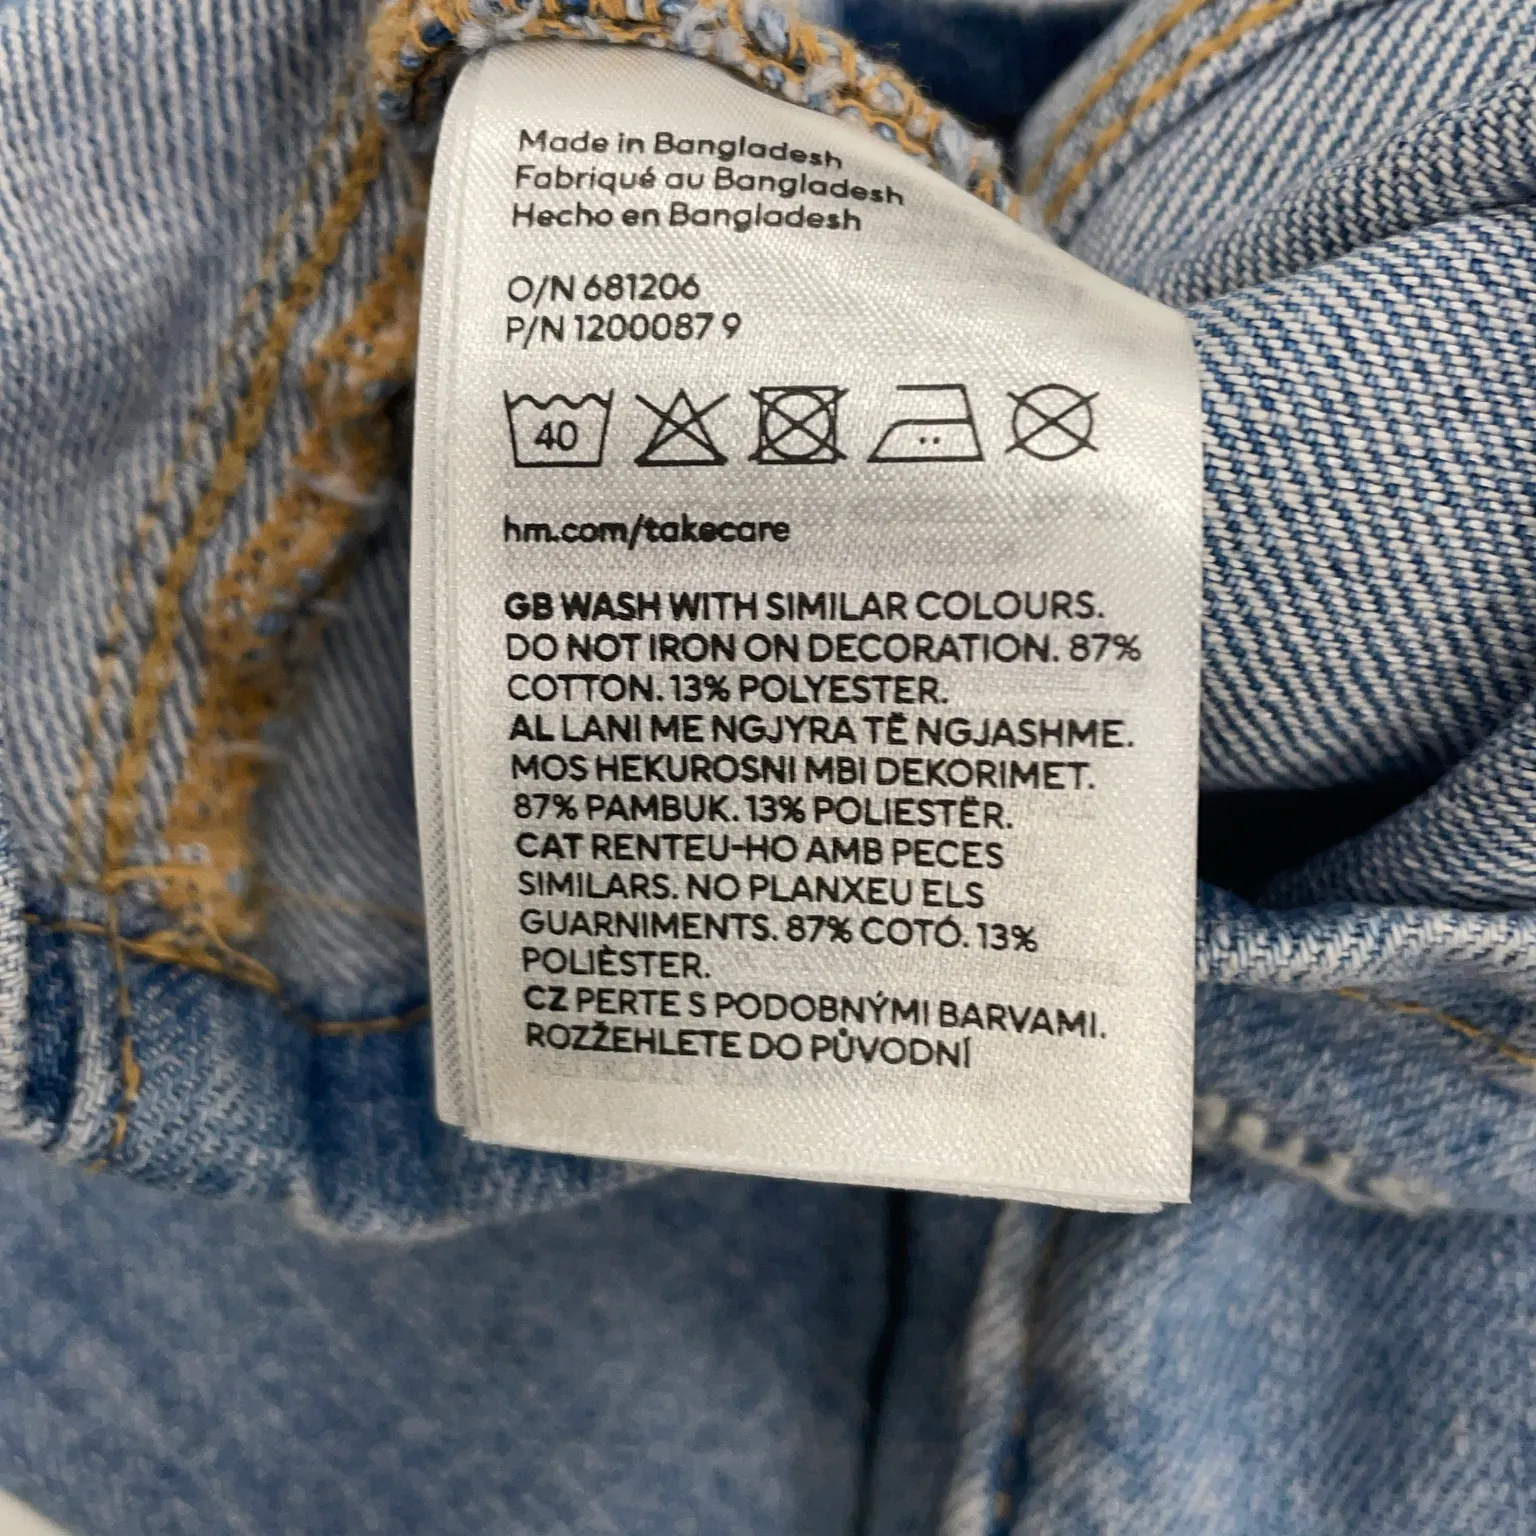 Made in Bangladesh
Fabriqué au Bangladesh
Hecho en Bangladesh
O/N 681206
P/N 1200087 9
40
hm.com/takecare
GB WASH WITH SIMILAR COLOURS.
DO NOT IRON ON DECORATION. 87%
COTTON. 13% POLYESTER.
AL LANI ME NGJYRA TË NGJASHME.
MOS HEKUROSNI MBI DEKORIMET.
87% PAMBUK. 13% POLIESTËR.
CAT RENTEU-HO AMB PECES
SIMILARS. NO PLANXEU ELS
GUARNIMENTS. 87% COTÓ. 13%
POLIÈSTER.
CZ PERTE S PODOBNÝMI BARVAMI.
ROZŽEHLETE DO PŮVODNÍ